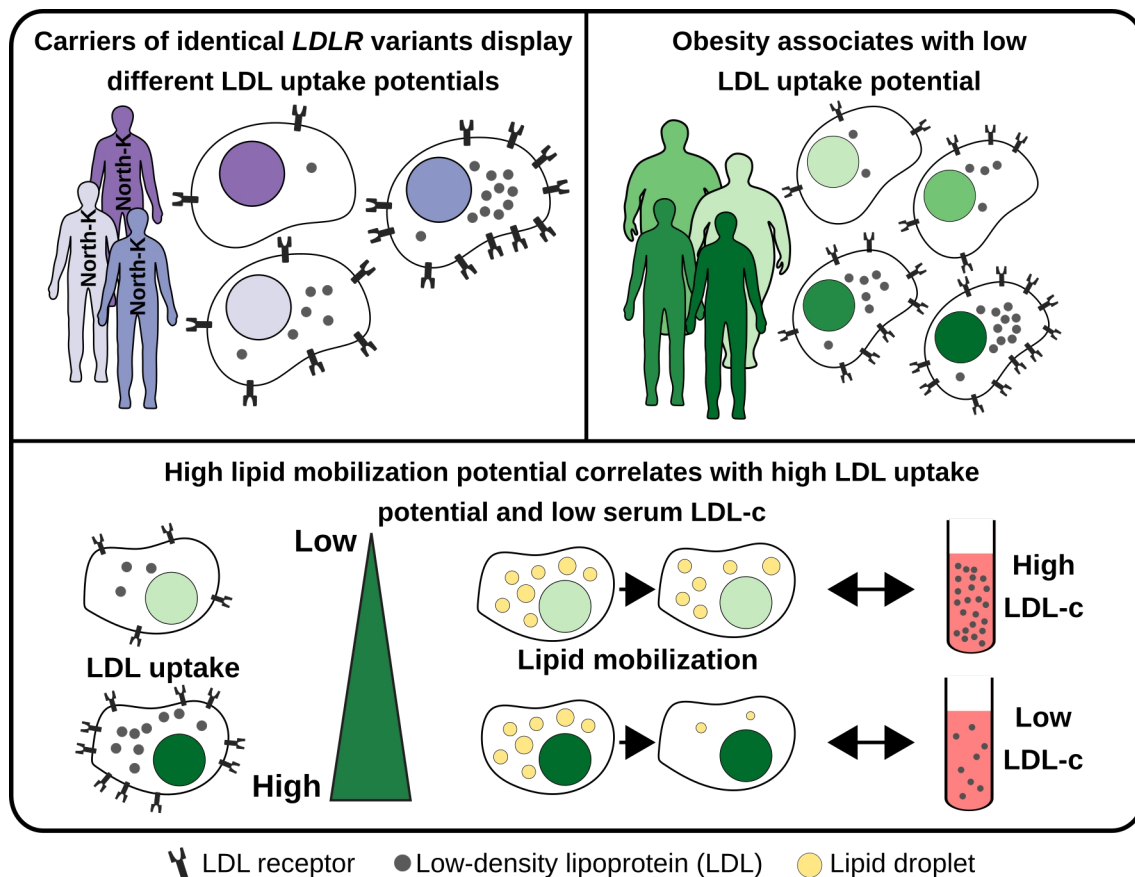 Carriers of identical LDLR variants display
different LDL uptake potentials
North-K
North-K
North-K
Obesity associates with low
LDL uptake potential
High lipid mobilization potential correlates with high LDL uptake
potential and low serum LDL-c
Low
High
LDL-c
LDL uptake
Lipid mobilization
High
Low
LDL-c
LDL receptor
Low-density lipoprotein (LDL)
Lipid droplet